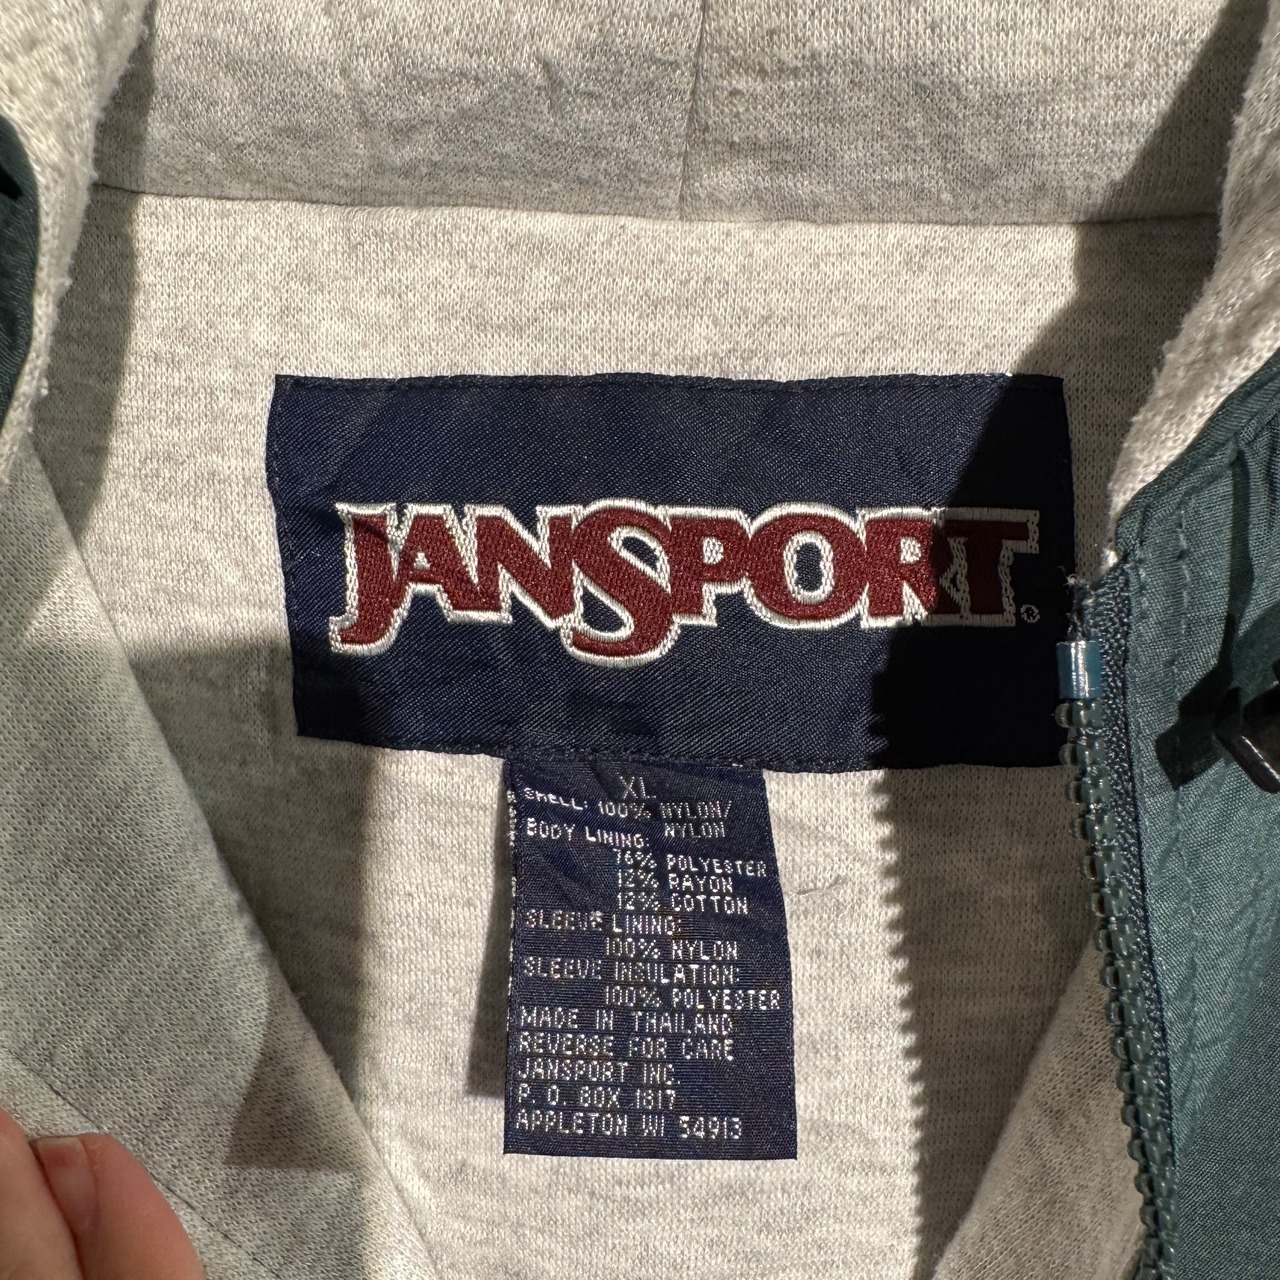 JANSPORT®
XL
SHELL: 100% NYLON/
NYLON
BODY LINING:
76% POLYESTER
12% RAYON
12% COTTON
SLEEVE LINING:
100% NYLON
SLEEVE INSULATION:
100% POLYESTER
MADE IN THAILAND
REVERSE FOR CARE
JANSPORT INC.
P. O. BOX 1817
APPLETON WI 54913